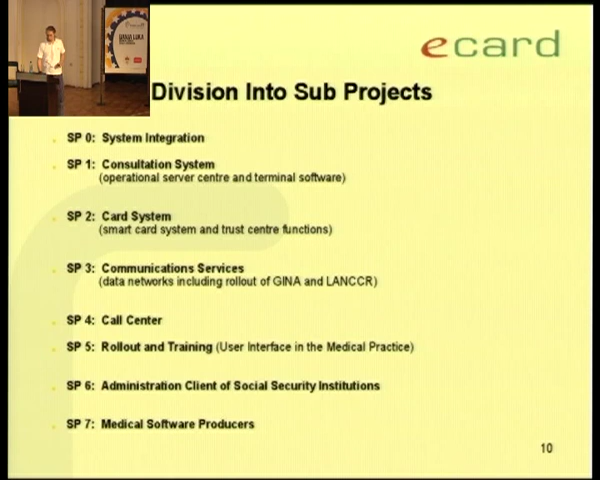 ecard
Division Into Sub Projects
SP 0: System Integration
SP 1: Consultation System
(operational server centre and terminal software)
SP 2: Card System
(smart card system and trust centre functions)
SP 3: Communications Services
(data networks including rollout of GINA and LANCCR)
SP 4: Call Center
SP 5: Rollout and Training (User Interface in the Medical Practice)
SP 6: Administration Client of Social Security Institutions
SP 7: Medical Software Producers
10